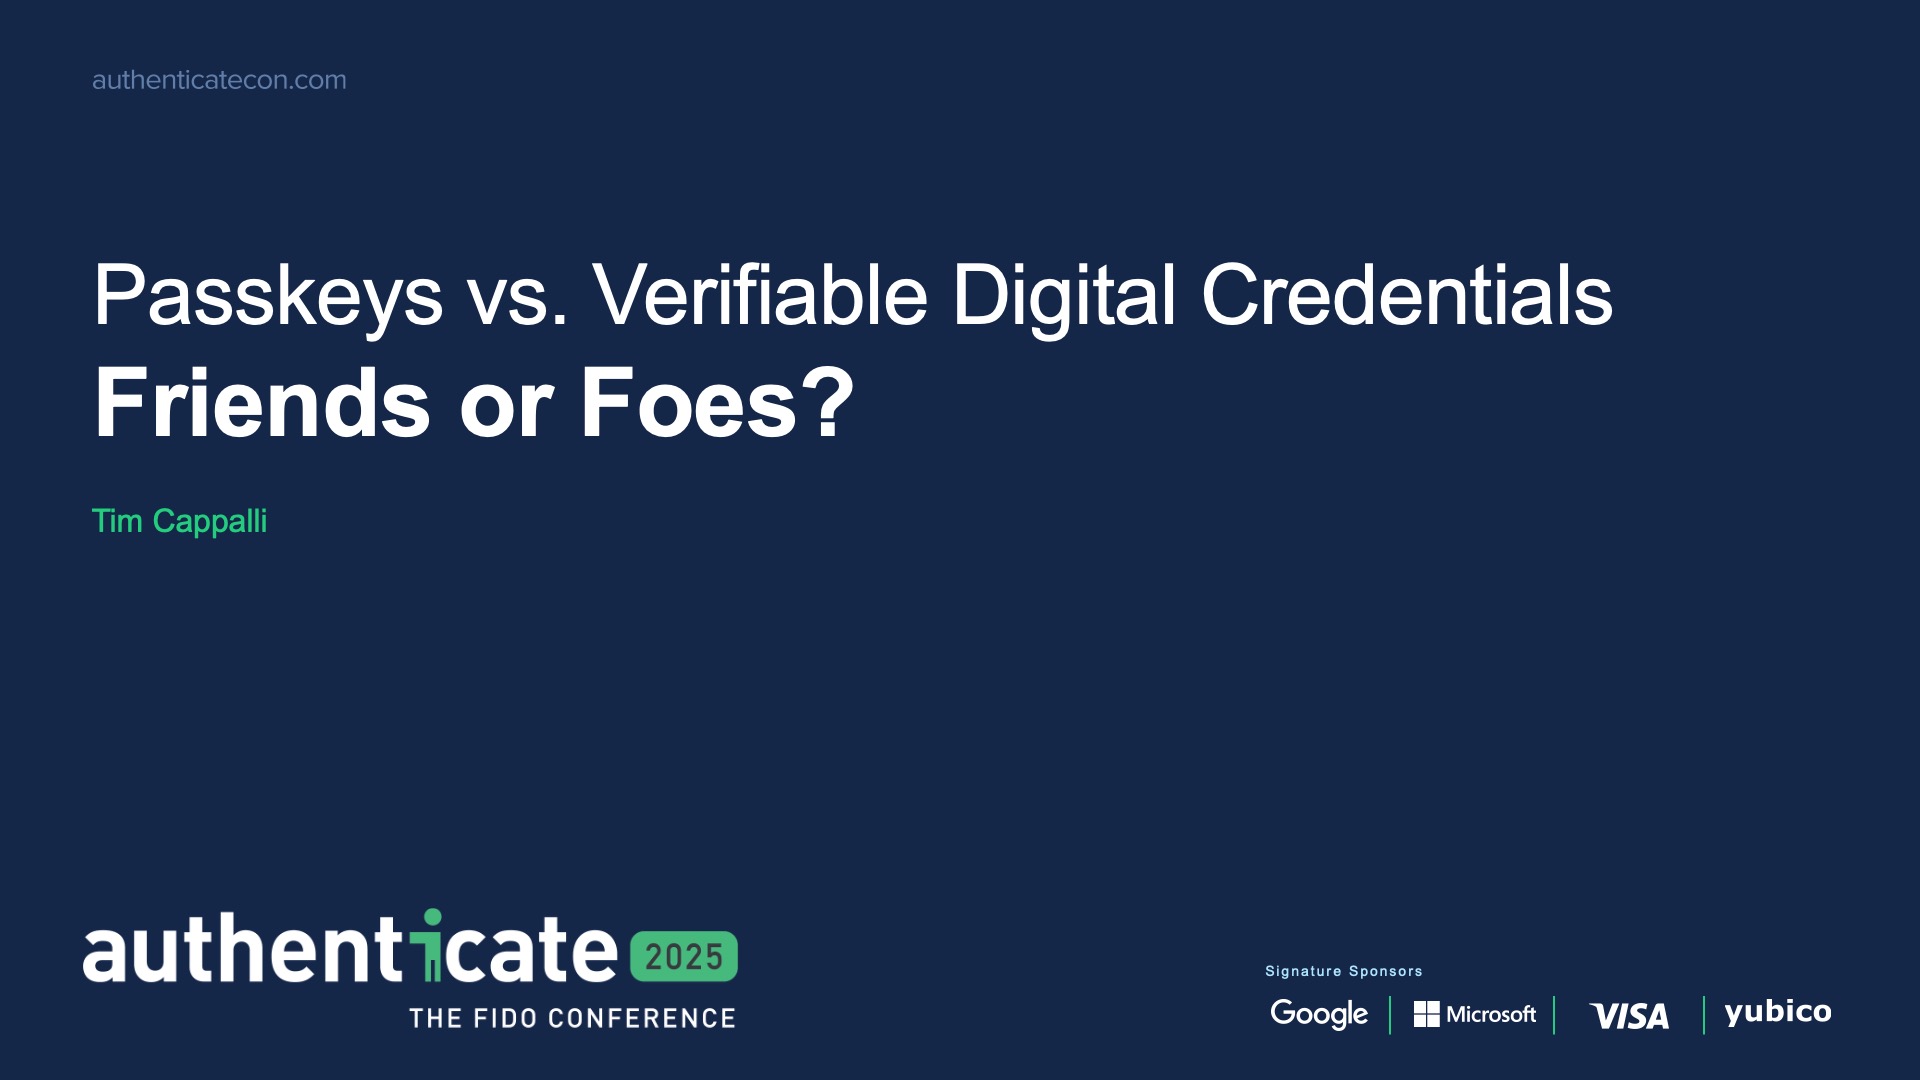 authenticatecon.com
Passkeys vs. Verifiable Digital Credentials
Friends or Foes?
Tim Cappalli
authenticate 2025
THE FIDO CONFERENCE
Signature Sponsors
Google Microsoft VISA yubico